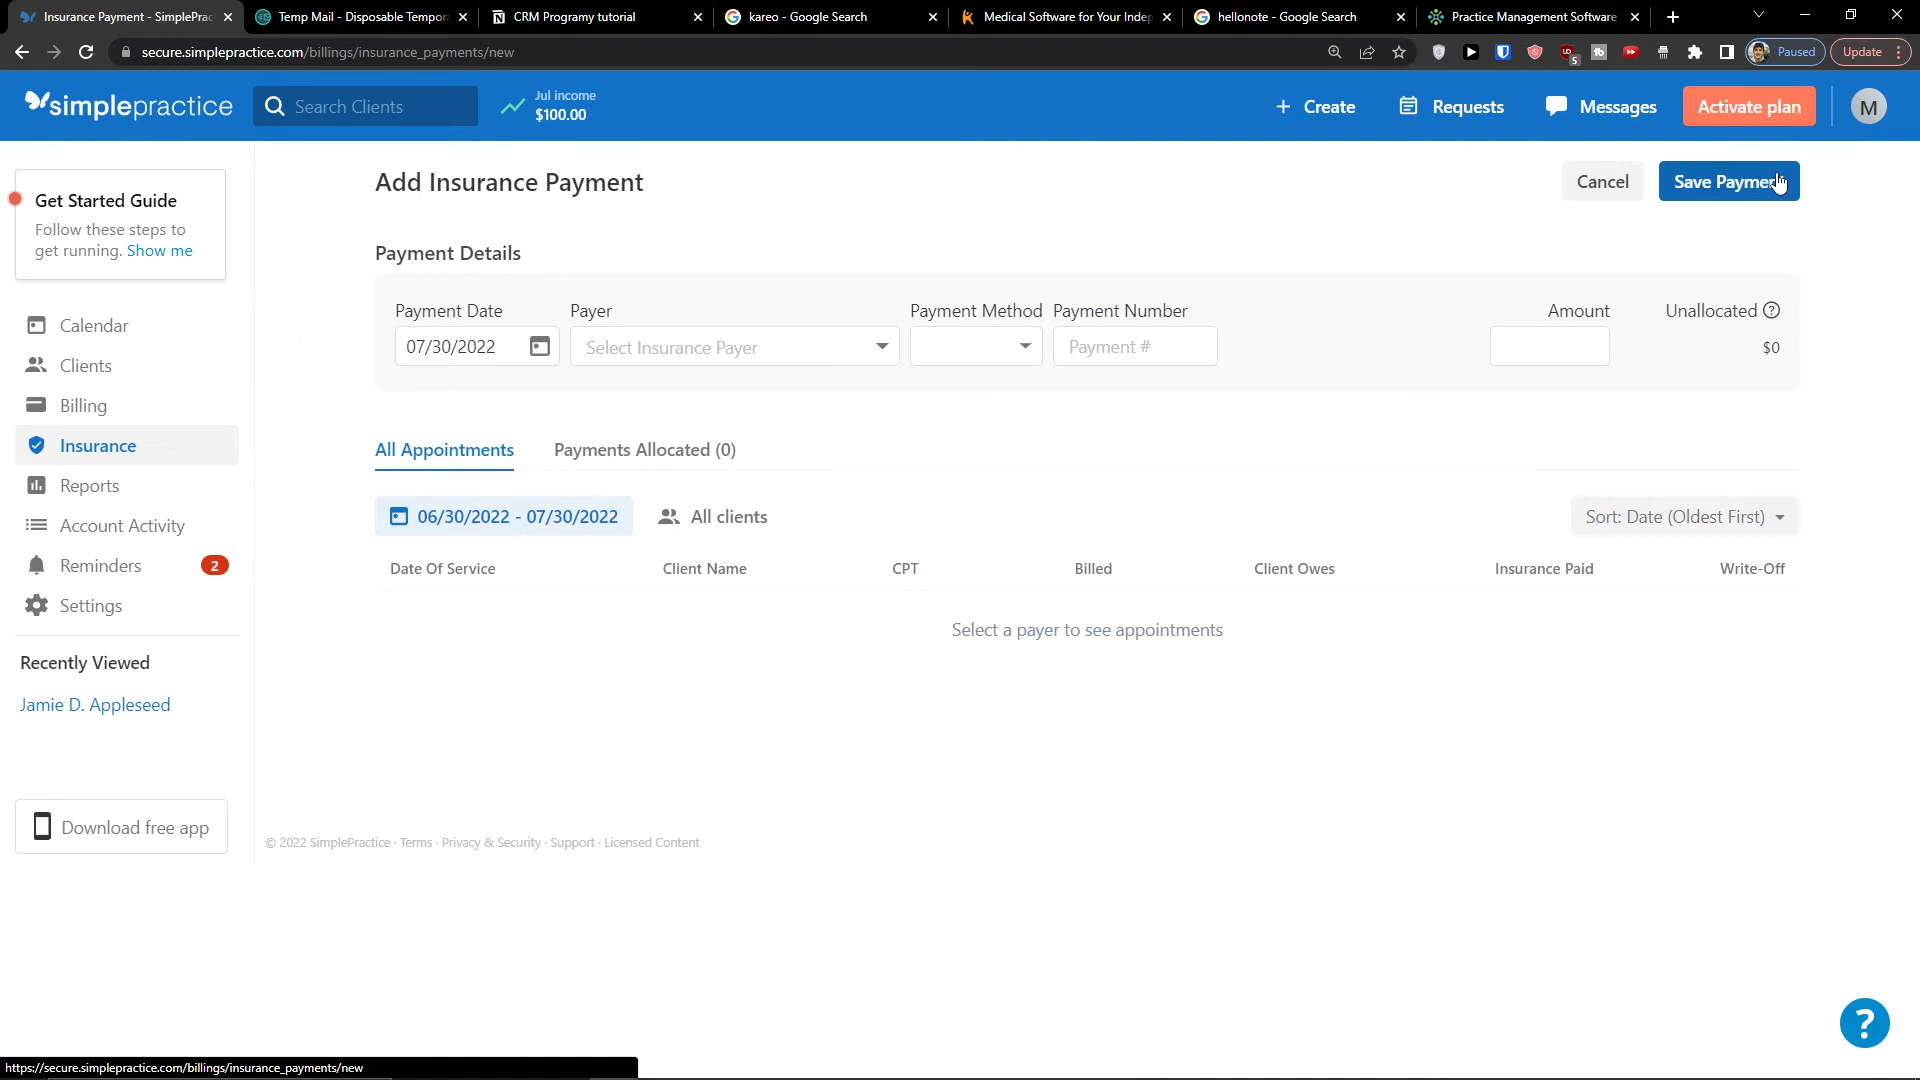 Insurance Payment - SimplePrac
Temp Mail - Disposable Tempora
CRM Programy tutorial
kareo - Google Search
Medical Software for Your Indep
hellonote - Google Search
Practice Management Software
secure.simplepractice.com/billings/insurance_payments/new
5
Paused
Update
simplepractice
Search Clients
Jul income
$100.00
Create
Requests
Messages
Activate plan
M
Get Started Guide
Follow these steps to
get running. Show me
Calendar
Clients
Billing
Insurance
Reports
Account Activity
Reminders
2
Settings
Recently Viewed
Jamie D. Appleseed
Download free app
Add Insurance Payment
Cancel
Save Payment
Payment Details
Payment Date
Payer
Payment Method
Payment Number
Amount
Unallocated ?
07/30/2022
Select Insurance Payer
Payment #
$0
All Appointments
Payments Allocated (0)
06/30/2022 - 07/30/2022
All clients
Sort: Date (Oldest First)
Date Of Service
Client Name
CPT
Billed
Client Owes
Insurance Paid
Write-Off
Select a payer to see appointments
© 2022 SimplePractice · Terms · Privacy & Security · Support · Licensed Content
?
https://secure.simplepractice.com/billings/insurance_payments/new